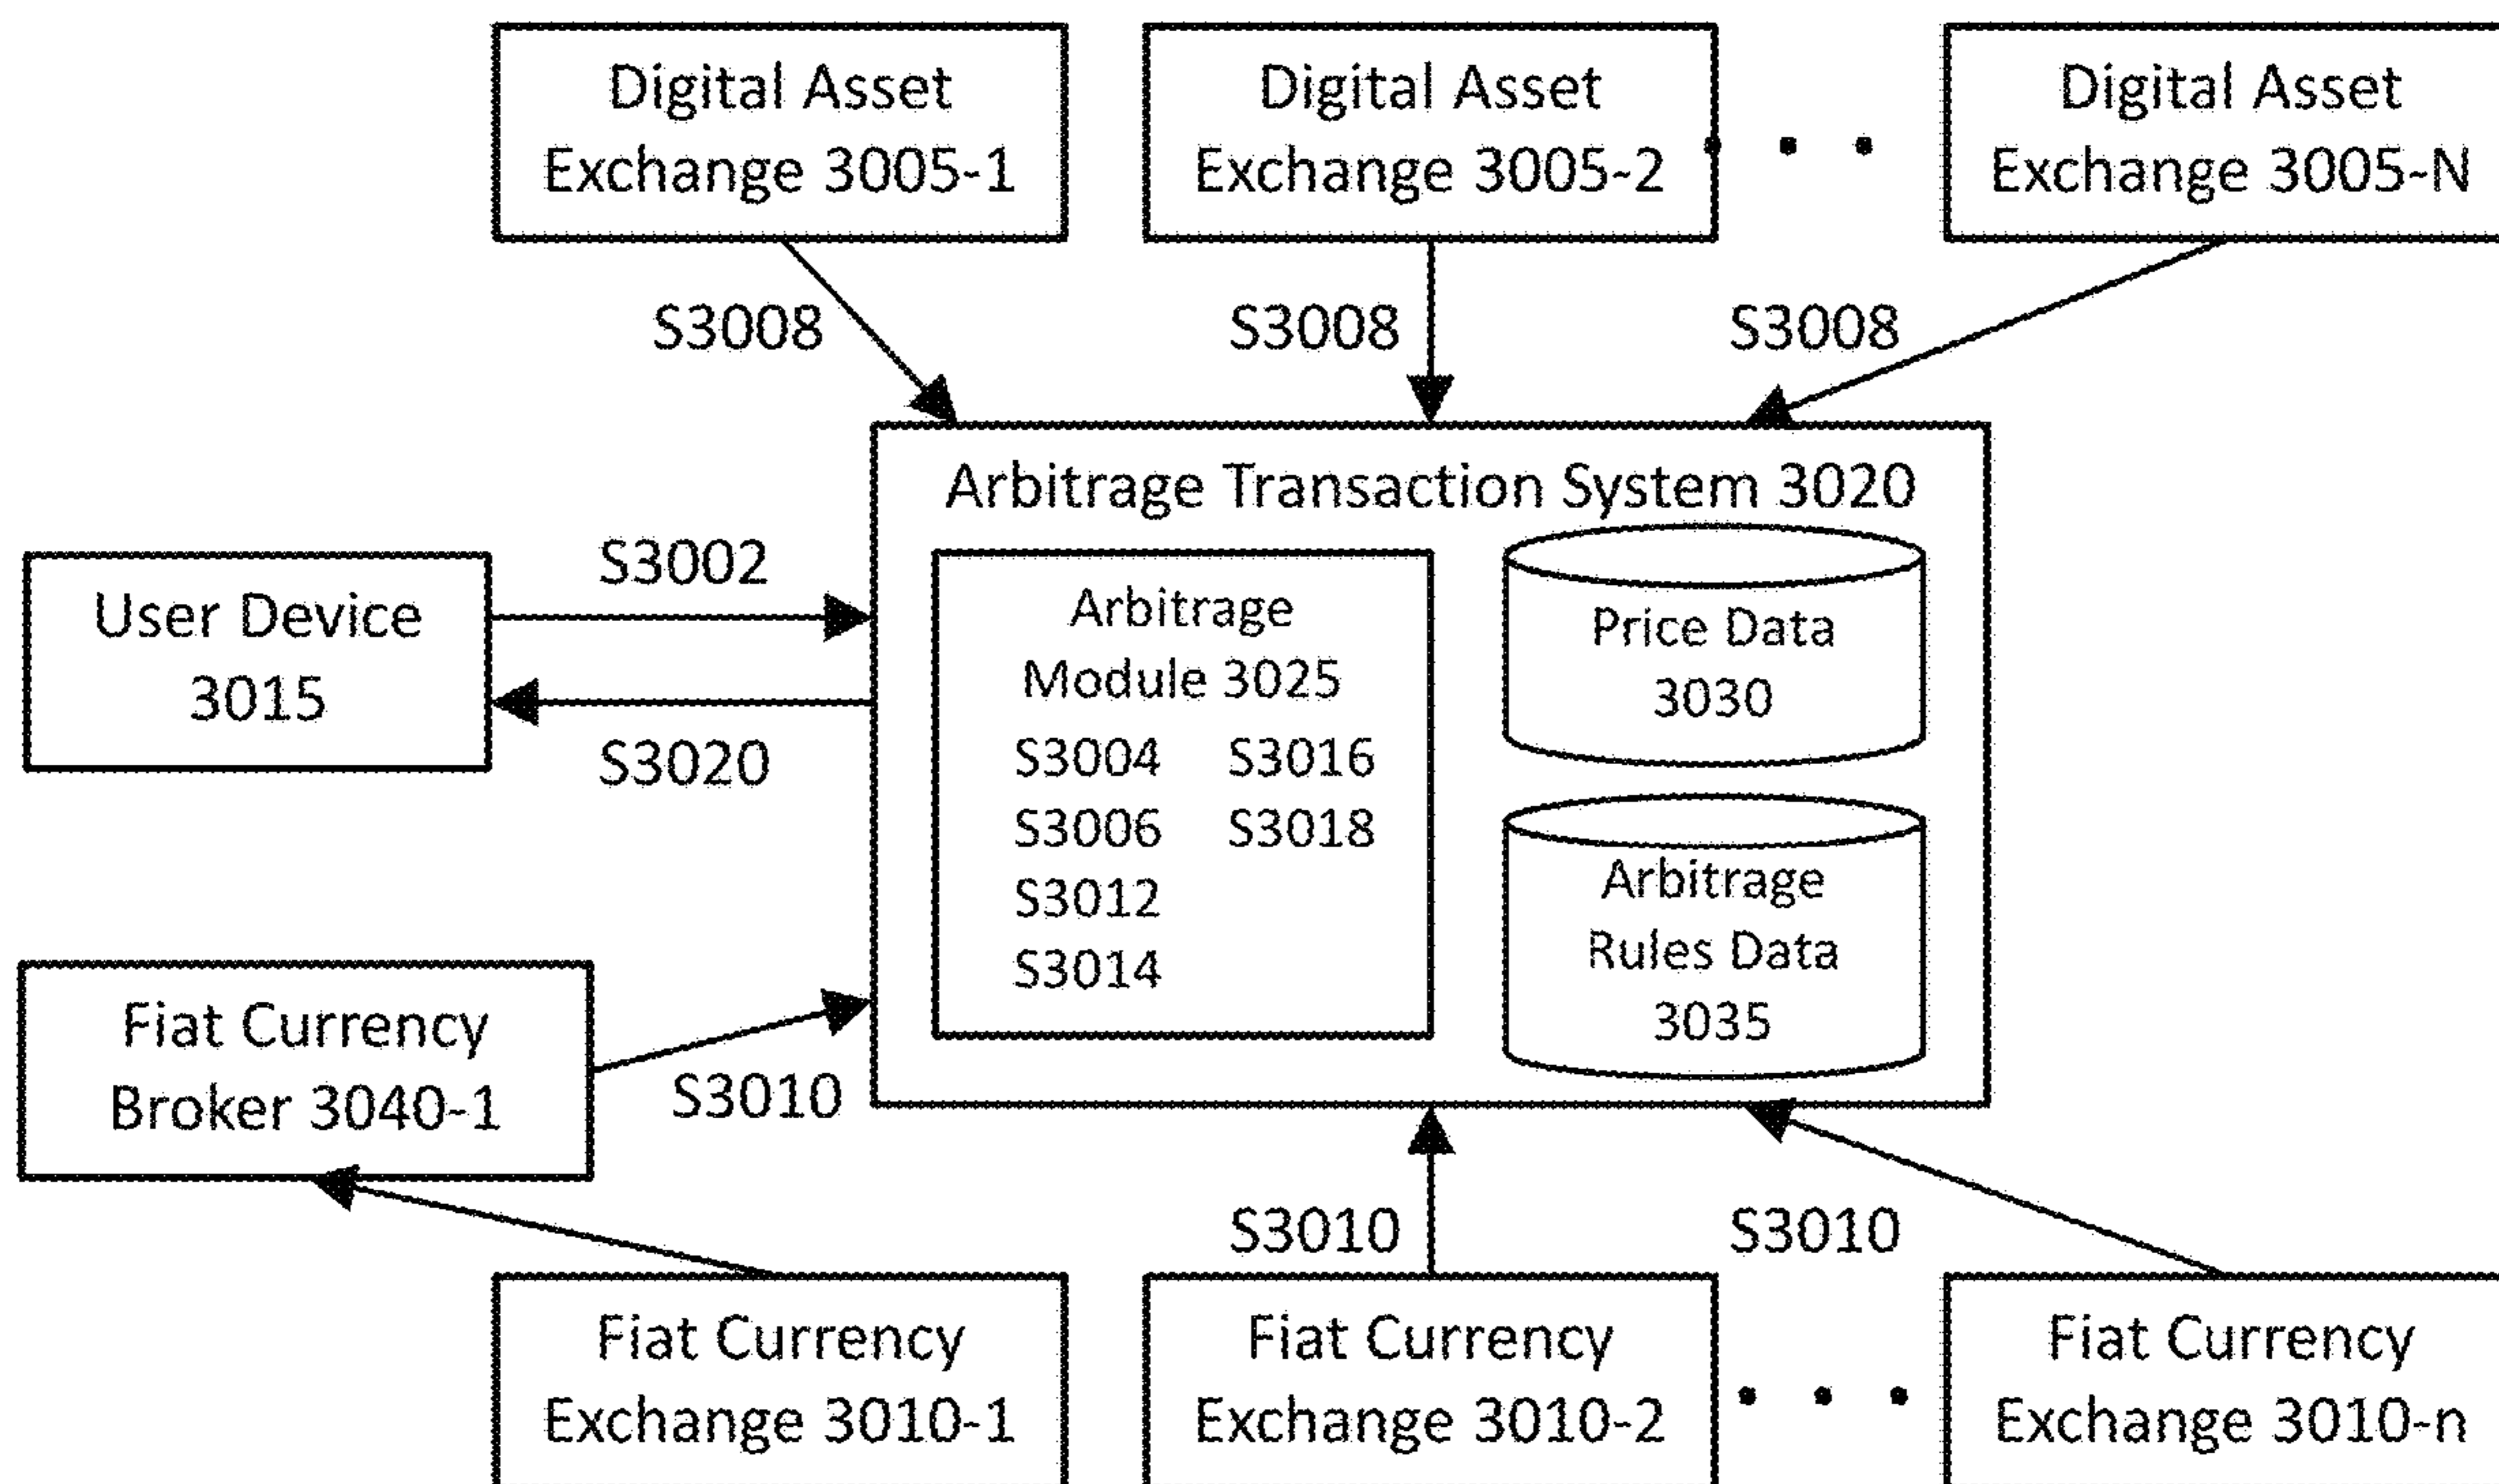 Digital Asset
Exchange 3005-1
Digital Asset
Exchange 3005-2
Digital Asset
Exchange 3005-N
S3008
S3008
S3008
Arbitrage Transaction System 3020
User Device
3015
S3002
S3020
Arbitrage
Module 3025
S3004 S3016
S3006 S3018
S3012
S3014
Price Data
3030
Arbitrage
Rules Data
3035
Fiat Currency
Broker 3040-1
S3010
S3010
S3010
Fiat Currency
Exchange 3010-1
Fiat Currency
Exchange 3010-2
Fiat Currency
Exchange 3010-n